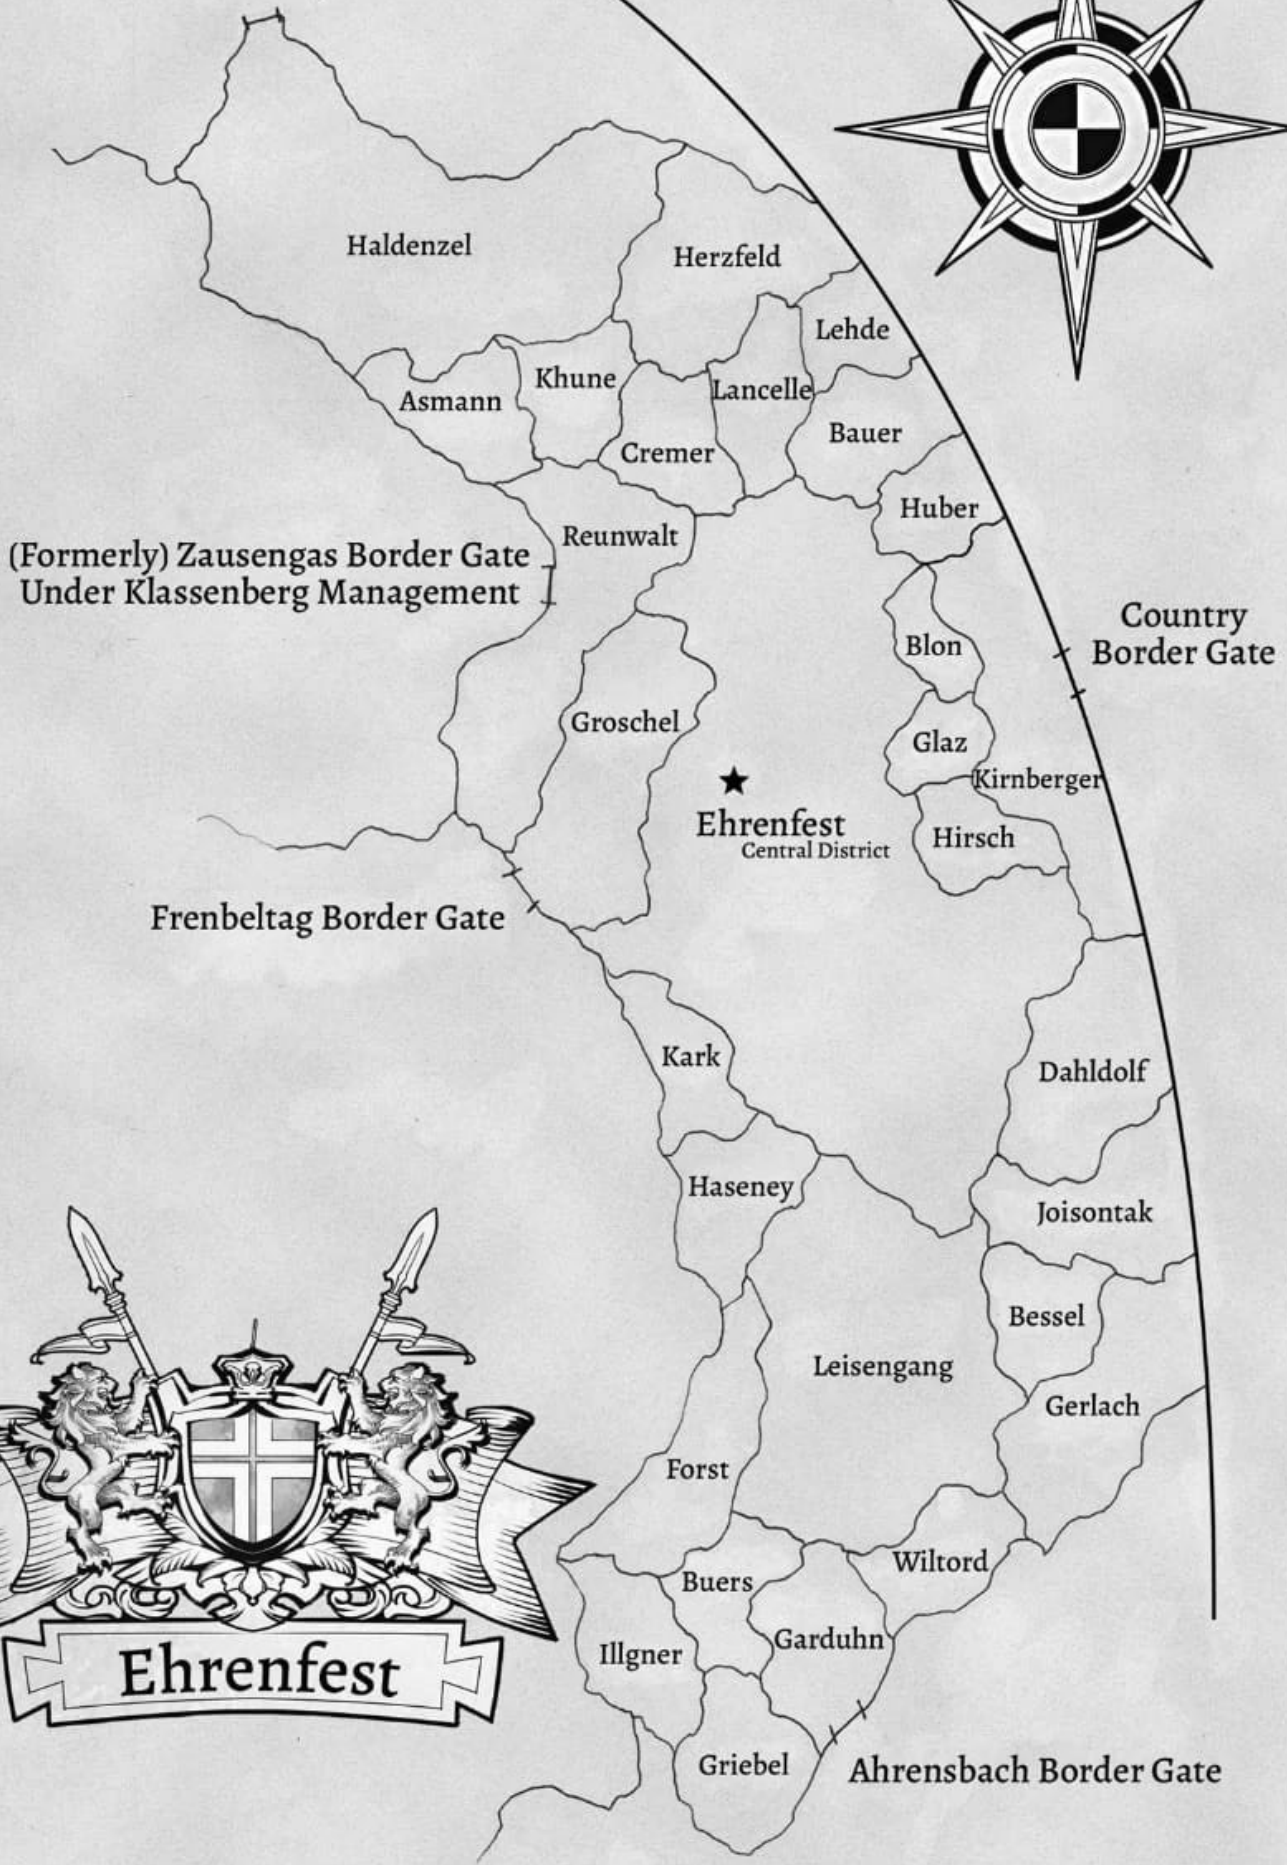 Haldenzel
Herzfeld
Lehde
Khune
Lancelle
Asmann
Bauer
Cremer
Huber
Reunwalt
(Formerly) Zausengas Border Gate
Under Klassenberg Management
Country
Border Gate
Blon
Groschel
Glaz
Kirnberger
Ehrenfest
Central District
Hirsch
Frenbeltag Border Gate
Kark
Dahldolf
Haseney
Joisontak
Bessel
Leisengang
Gerlach
Forst
Wiltord
Buers
Garduhn
Illgner
Ehrenfest
Griebel
Ahrensbach Border Gate